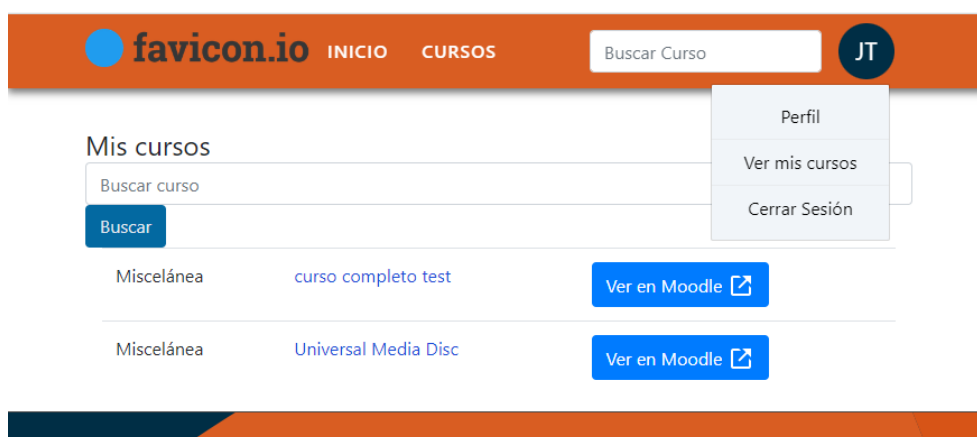 favicon.io INICIO CURSOS Buscar Curso JT
Perfil
Ver mis cursos
Cerrar Sesión
Mis cursos
Buscar curso
Buscar
Miscelánea curso completo test Ver en Moodle
Miscelánea Universal Media Disc Ver en Moodle